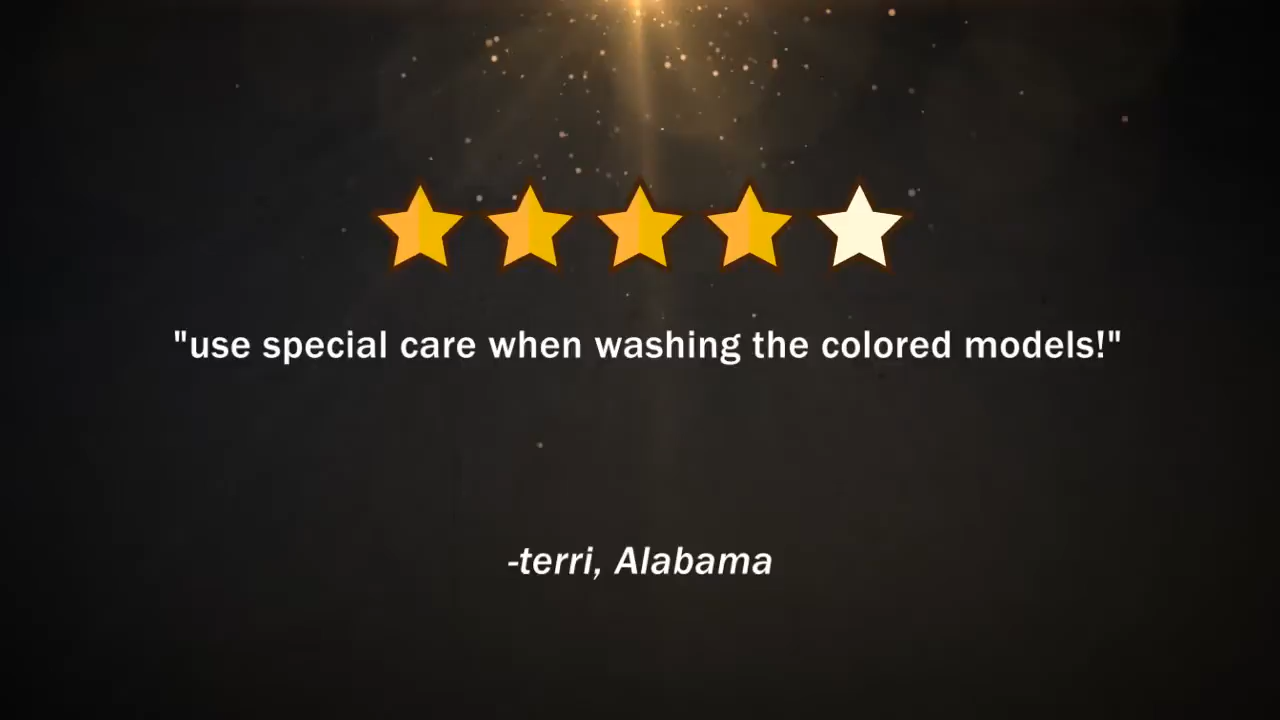 "use special care when washing the colored models!"
-terri, Alabama